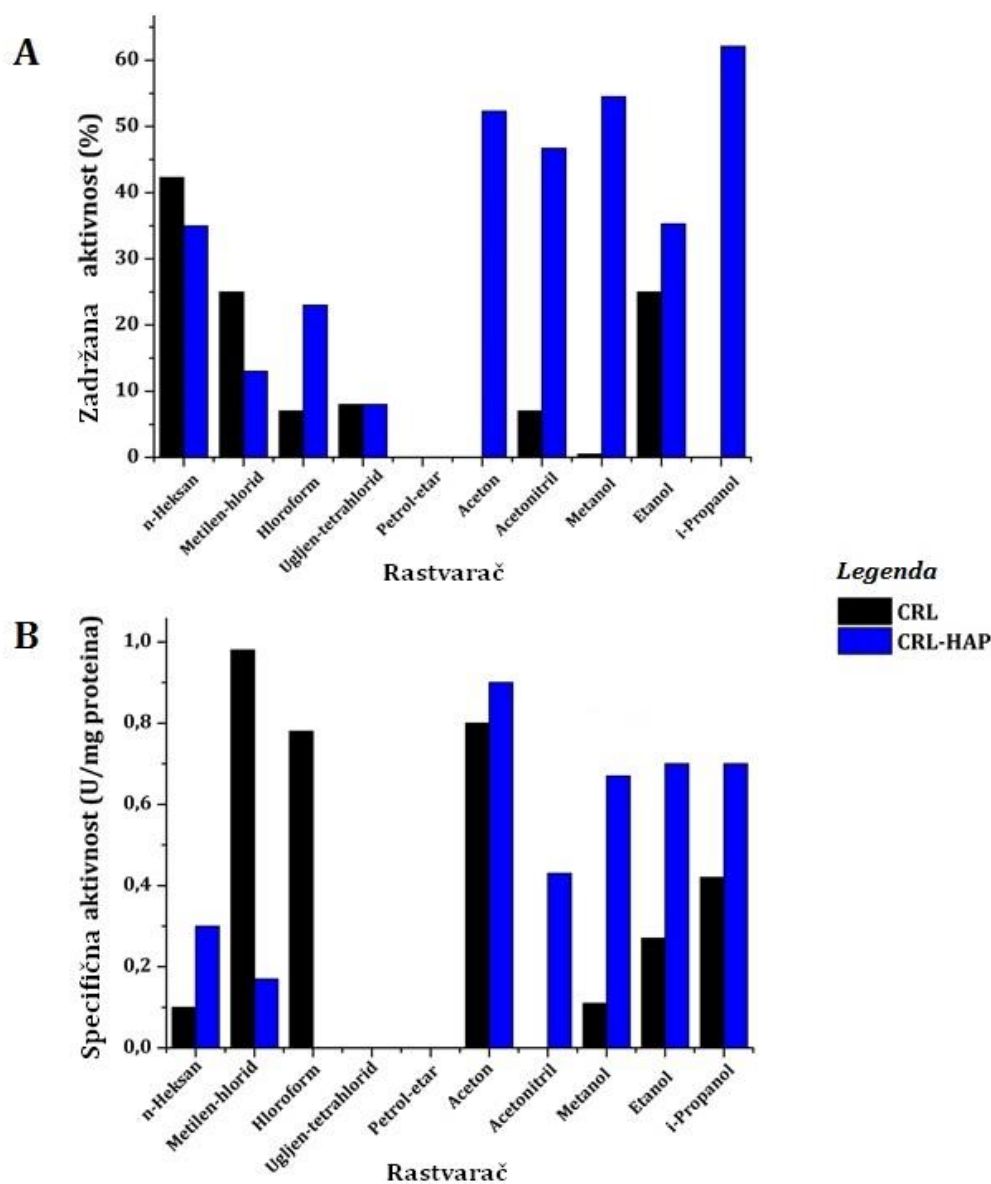 A
Zadržana aktivnost (%)
60
50
40
30
20
10
0
n-Heksan
Metilen-hlorid
Hloroform
Ugljen-tetrahlorid
Petrol-etar
Aceton
Acetonitril
Metanol
Etanol
i-Propanol
Rastvarač
Legenda
CRL
CRL-HAP
B
Specifična aktivnost (U/mg proteina)
1,0
0,8
0,6
0,4
0,2
0,0
n-Heksan
Metilen-hlorid
Hloroform
Ugljen-tetrahlorid
Petrol-etar
Aceton
Acetonitril
Metanol
Etanol
i-Propanol
Rastvarač